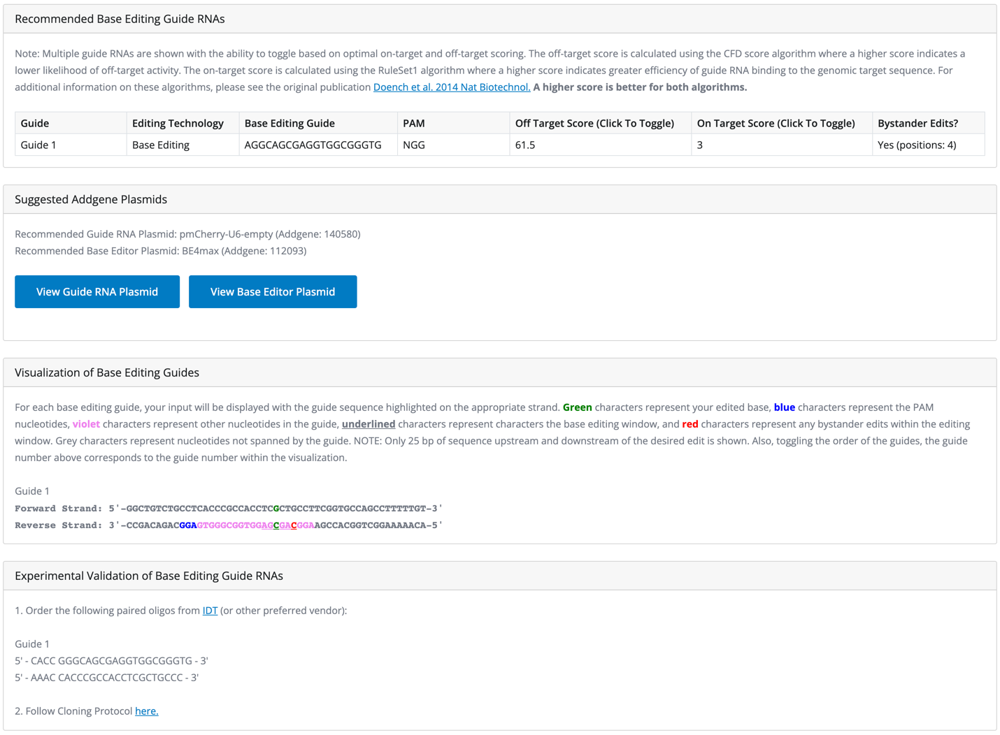 Recommended Base Editing Guide RNAs
Note: Multiple guide RNAs are shown with the ability to toggle based on optimal on-target and off-target scoring. The off-target score is calculated using the CFD score algorithm where a higher score indicates a
lower likelihood of off-target activity. The on-target score is calculated using the RuleSet1 algorithm where a higher score indicates greater efficiency of guide RNA binding to the genomic target sequence. For
additional information on these algorithms, please see the original publication Doench et al. 2014 Nat Biotechnol. A higher score is better for both algorithms.
Guide Editing Technology Base Editing Guide PAM Off Target Score (Click To Toggle) On Target Score (Click To Toggle) Bystander Edits?
Guide 1 Base Editing AGGCAGCGAGGTGGCGGGTG NGG 61.5 3 Yes (positions: 4)
Suggested Addgene Plasmids
Recommended Guide RNA Plasmid: pmCherry-U6-empty (Addgene: 140580)
Recommended Base Editor Plasmid: BE4max (Addgene: 112093)
View Guide RNA Plasmid View Base Editor Plasmid
Visualization of Base Editing Guides
For each base editing guide, your input will be displayed with the guide sequence highlighted on the appropriate strand. Green characters represent your edited base, blue characters represent the PAM
nucleotides, violet characters represent other nucleotides in the guide, underlined characters represent characters the base editing window, and red characters represent any bystander edits within the editing
window. Grey characters represent nucleotides not spanned by the guide. NOTE: Only 25 bp of sequence upstream and downstream of the desired edit is shown. Also, toggling the order of the guides, the guide
number above corresponds to the guide number within the visualization.
Guide 1
Forward Strand: 5'-GGCTGTCTGCCTCACCCGCCACCTCGCTGCCTTCGGTGCCAGCCTTTTTGT-3'
Reverse Strand: 3'-CCGACAGACGGAGTGGGCGGTGGAGCGACGGAAGCCACGGTCGGAAAAACA-5'
Experimental Validation of Base Editing Guide RNAs
1. Order the following paired oligos from IDT (or other preferred vendor):
Guide 1
5' - CACC GGGCAGCGAGGTGGCGGGTG - 3'
5' - AAAC CACCCGCCACCTCGCTGCCC - 3'
2. Follow Cloning Protocol here.